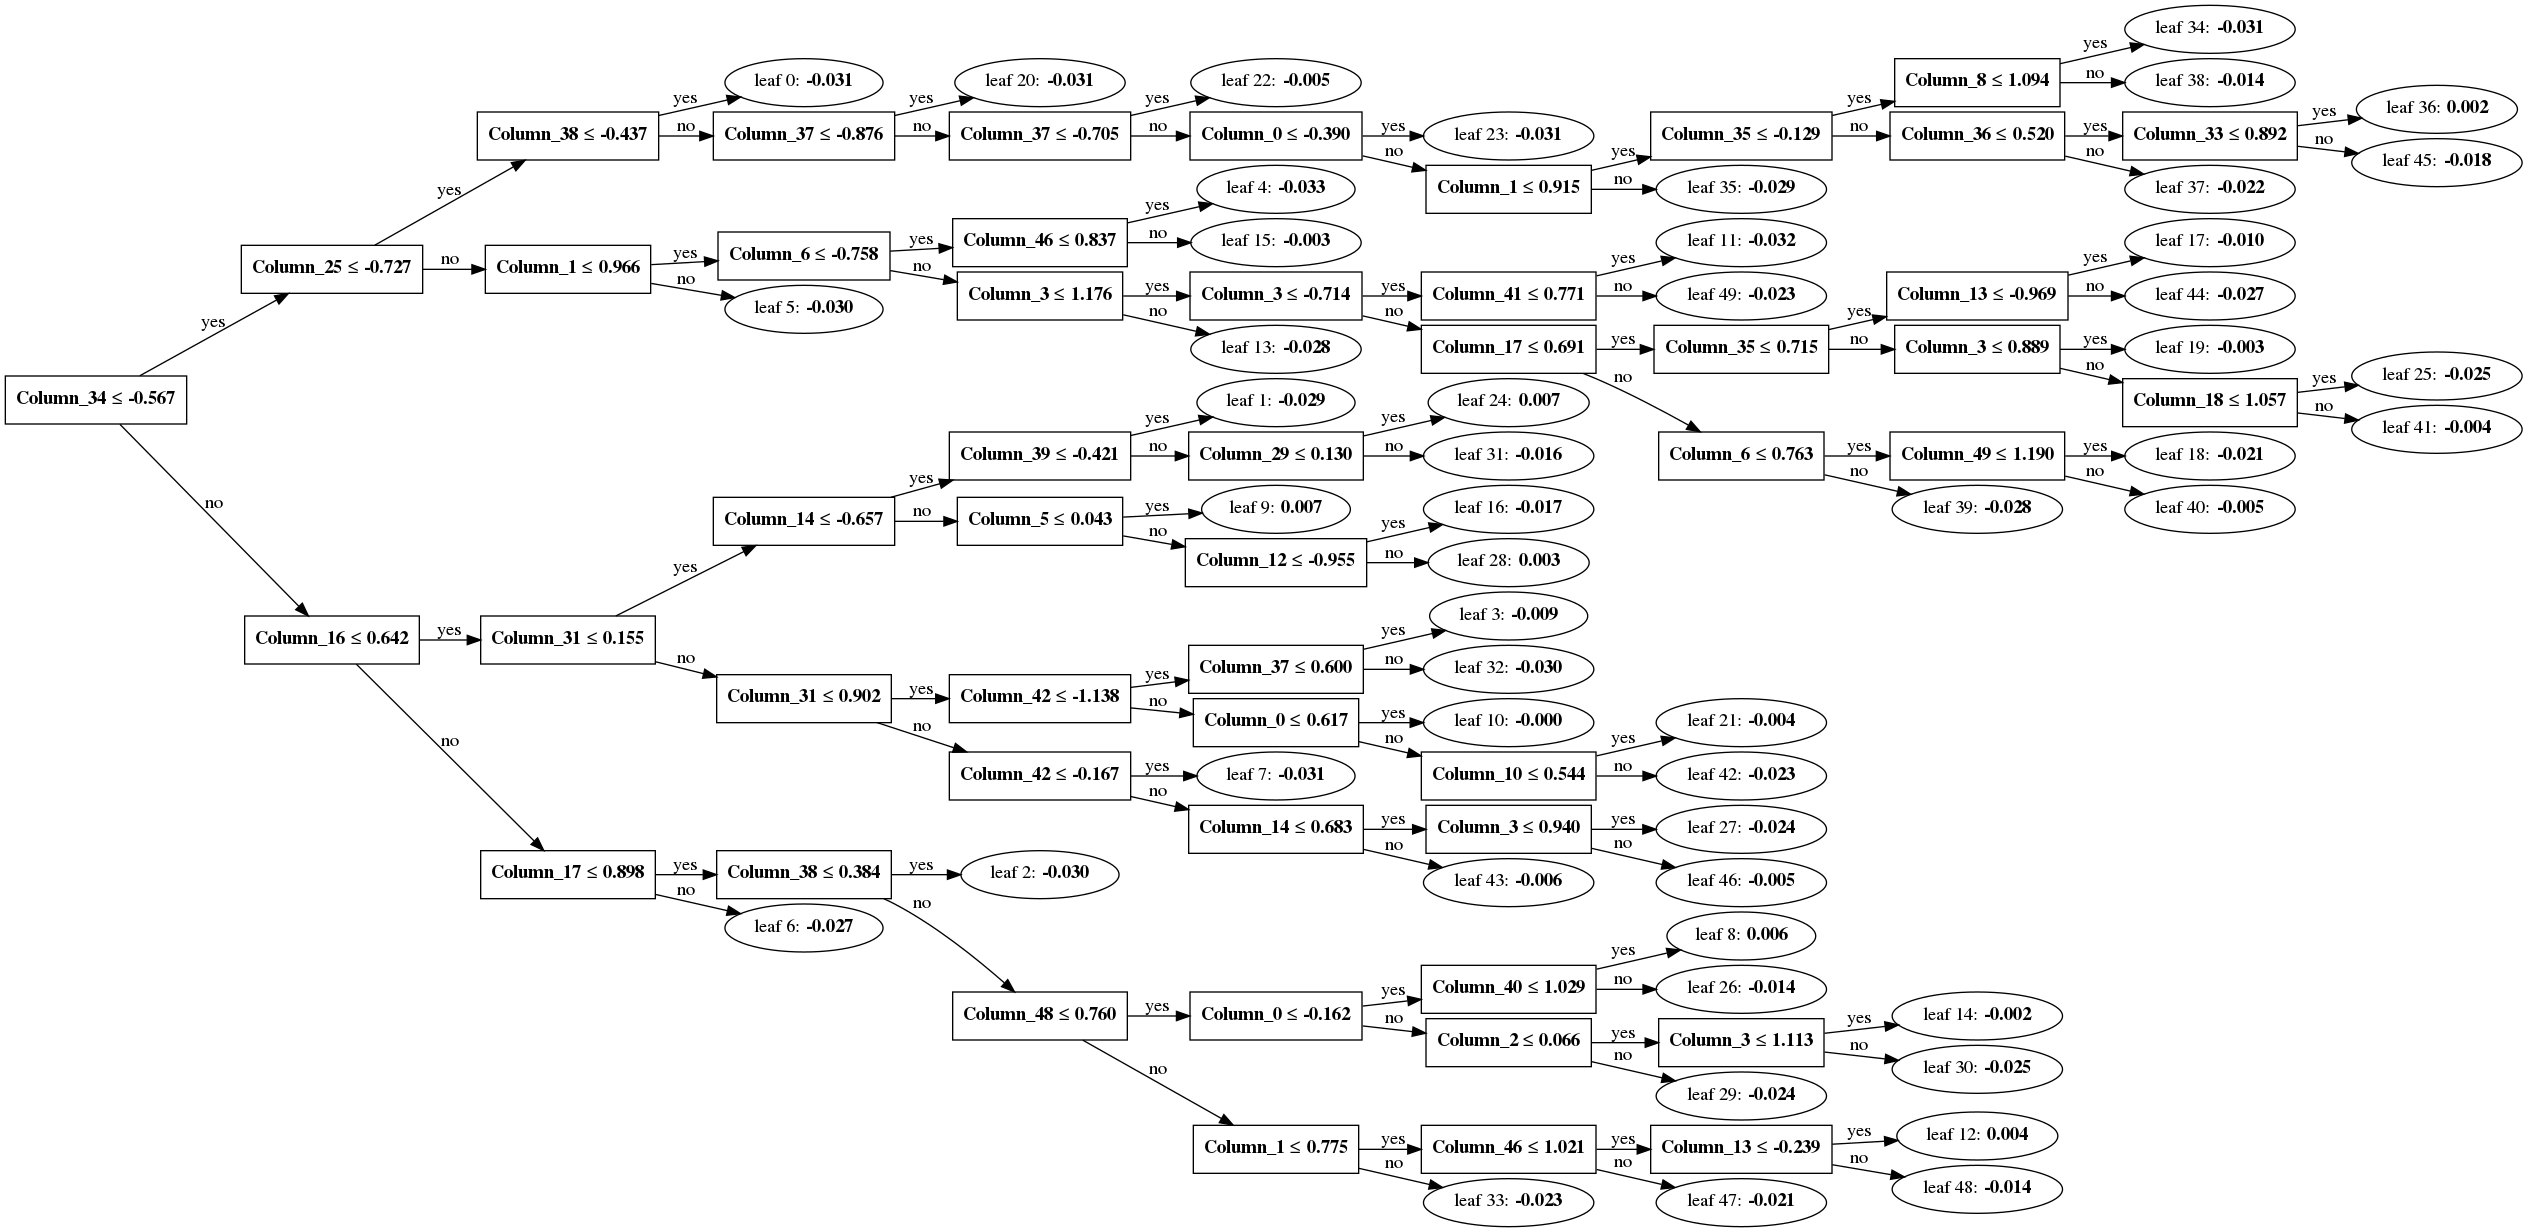 Column_34 ≤ -0.567
yes
Column_25 ≤ -0.727
yes
Column_38 ≤ -0.437
yes
leaf 0: -0.031
no
Column_37 ≤ -0.876
yes
leaf 20: -0.031
no
Column_37 ≤ -0.705
yes
leaf 22: -0.005
no
Column_0 ≤ -0.390
yes
leaf 23: -0.031
no
Column_1 ≤ 0.915
yes
Column_35 ≤ -0.129
yes
Column_8 ≤ 1.094
yes
leaf 34: -0.031
no
leaf 38: -0.014
no
Column_36 ≤ 0.520
yes
Column_33 ≤ 0.892
yes
leaf 36: 0.002
no
leaf 45: -0.018
no
leaf 37: -0.022
no
leaf 35: -0.029
no
Column_1 ≤ 0.966
yes
Column_6 ≤ -0.758
yes
Column_46 ≤ 0.837
yes
leaf 4: -0.033
no
leaf 15: -0.003
no
Column_3 ≤ 1.176
yes
Column_3 ≤ -0.714
yes
Column_41 ≤ 0.771
yes
leaf 11: -0.032
no
leaf 49: -0.023
no
Column_17 ≤ 0.691
yes
Column_35 ≤ 0.715
yes
Column_13 ≤ -0.969
yes
leaf 17: -0.010
no
leaf 44: -0.027
no
Column_3 ≤ 0.889
yes
leaf 19: -0.003
no
Column_18 ≤ 1.057
yes
leaf 25: -0.025
no
leaf 41: -0.004
no
Column_6 ≤ 0.763
yes
Column_49 ≤ 1.190
yes
leaf 18: -0.021
no
leaf 40: -0.005
no
leaf 39: -0.028
no
leaf 13: -0.028
no
leaf 5: -0.030
no
Column_16 ≤ 0.642
yes
Column_31 ≤ 0.155
yes
Column_14 ≤ -0.657
yes
Column_39 ≤ -0.421
yes
leaf 1: -0.029
no
Column_29 ≤ 0.130
yes
leaf 24: 0.007
no
leaf 31: -0.016
no
Column_5 ≤ 0.043
yes
leaf 9: 0.007
no
Column_12 ≤ -0.955
yes
leaf 16: -0.017
no
leaf 28: 0.003
no
Column_31 ≤ 0.902
yes
Column_42 ≤ -1.138
yes
Column_37 ≤ 0.600
yes
leaf 3: -0.009
no
leaf 32: -0.030
no
Column_0 ≤ 0.617
yes
leaf 10: -0.000
no
Column_10 ≤ 0.544
yes
leaf 21: -0.004
no
leaf 42: -0.023
no
Column_42 ≤ -0.167
yes
leaf 7: -0.031
no
Column_14 ≤ 0.683
yes
Column_3 ≤ 0.940
yes
leaf 27: -0.024
no
leaf 46: -0.005
no
leaf 43: -0.006
no
Column_17 ≤ 0.898
yes
Column_38 ≤ 0.384
yes
leaf 2: -0.030
no
Column_48 ≤ 0.760
yes
Column_0 ≤ -0.162
yes
Column_40 ≤ 1.029
yes
leaf 8: 0.006
no
leaf 26: -0.014
no
Column_2 ≤ 0.066
yes
Column_3 ≤ 1.113
yes
leaf 14: -0.002
no
leaf 30: -0.025
no
leaf 29: -0.024
no
Column_1 ≤ 0.775
yes
Column_46 ≤ 1.021
yes
Column_13 ≤ -0.239
yes
leaf 12: 0.004
no
leaf 48: -0.014
no
leaf 47: -0.021
no
leaf 33: -0.023
no
leaf 6: -0.027